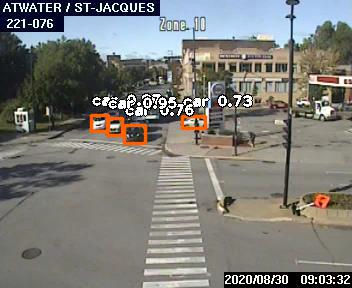 ATWATER / ST-JACQUES
221-076
Zone 10
car 0.95
car 0.73
car 0.76
2020/08/30 09:03:32